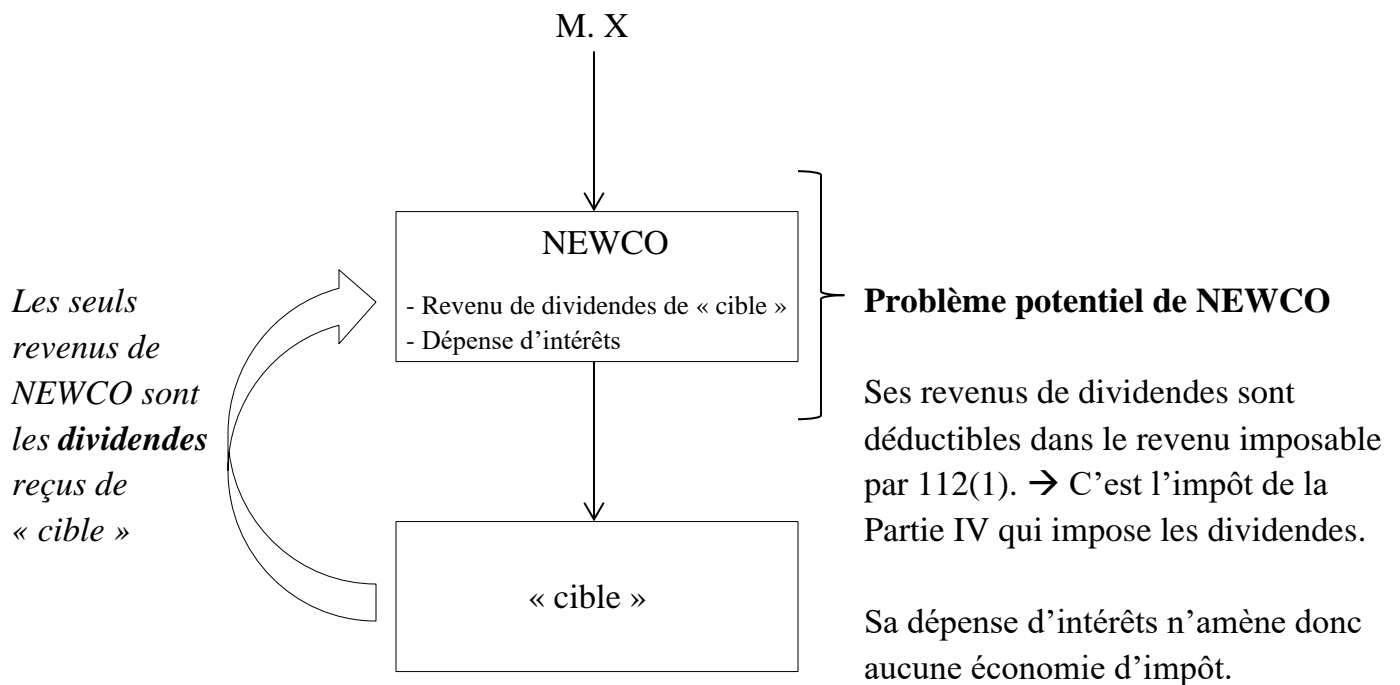 M. X
NEWCO
- Revenu de dividendes de « cible »
- Dépense d’intérêts
Les seuls
revenus de
NEWCO sont
les dividendes
reçus de
« cible »
Problème potentiel de NEWCO
Ses revenus de dividendes sont
déductibles dans le revenu imposable
par 112(1). → C’est l’impôt de la
Partie IV qui impose les dividendes.
Sa dépense d’intérêts n’amène donc
aucune économie d’impôt.
« cible »